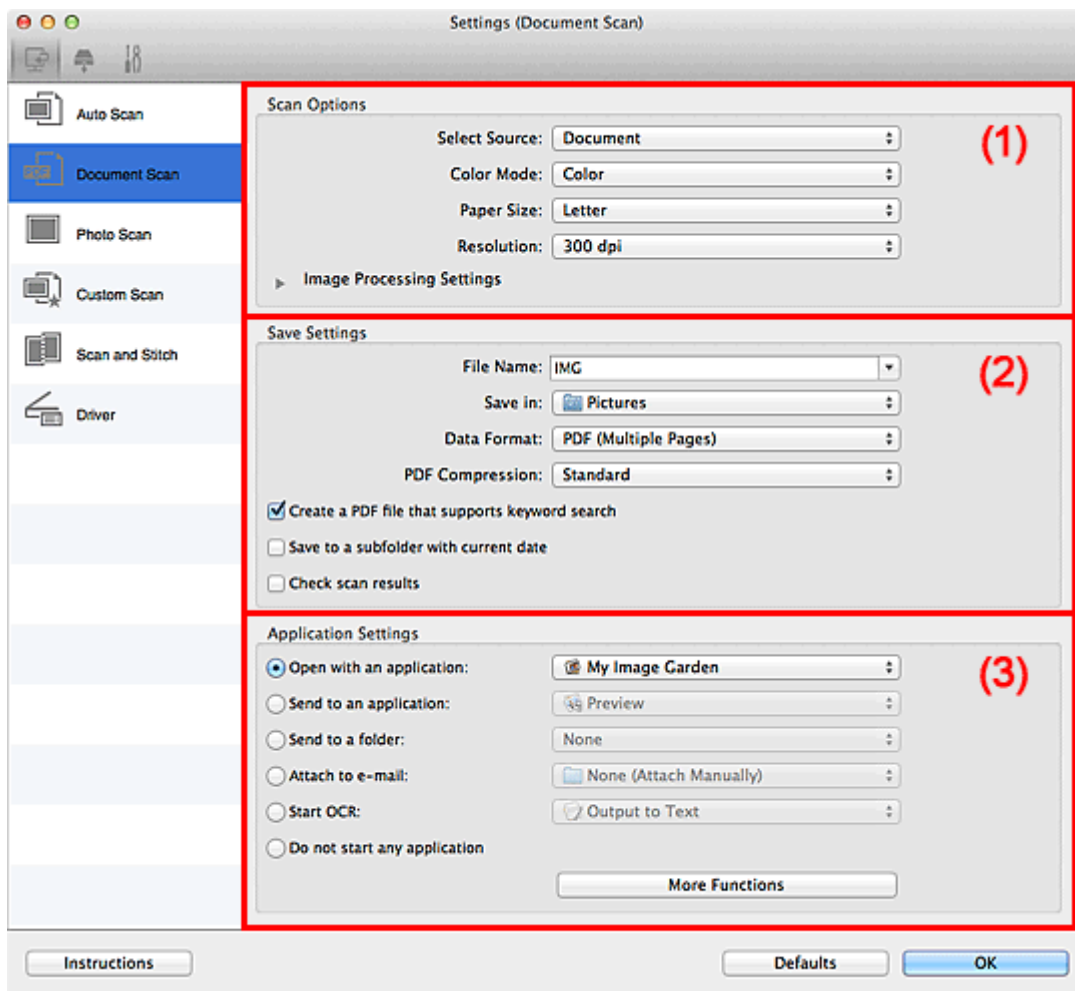 Settings (Document Scan)
Auto Scan
Document Scan
Photo Scan
Custom Scan
Scan and Stitch
Driver
Scan Options
(1)
Select Source: Document
Color Mode: Color
Paper Size: Letter
Resolution: 300 dpi
Image Processing Settings
Save Settings
(2)
File Name: IMG
Save in: Pictures
Data Format: PDF (Multiple Pages)
PDF Compression: Standard
Create a PDF file that supports keyword search
Save to a subfolder with current date
Check scan results
Application Settings
(3)
Open with an application: My Image Garden
Send to an application: Preview
Send to a folder: None
Attach to e-mail: None (Attach Manually)
Start OCR: Output to Text
Do not start any application
More Functions
Instructions
Defaults
OK